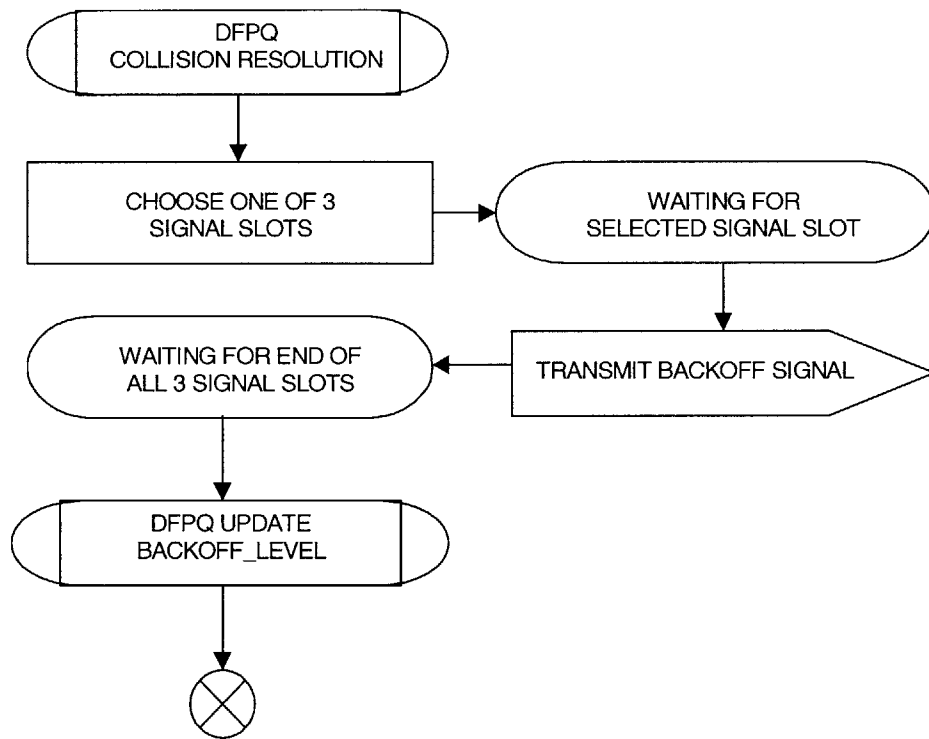 DFPQ
COLLISION RESOLUTION
CHOOSE ONE OF 3
SIGNAL SLOTS
WAITING FOR
SELECTED SIGNAL SLOT
TRANSMIT BACKOFF SIGNAL
WAITING FOR END OF
ALL 3 SIGNAL SLOTS
DFPQ UPDATE
BACKOFF_LEVEL